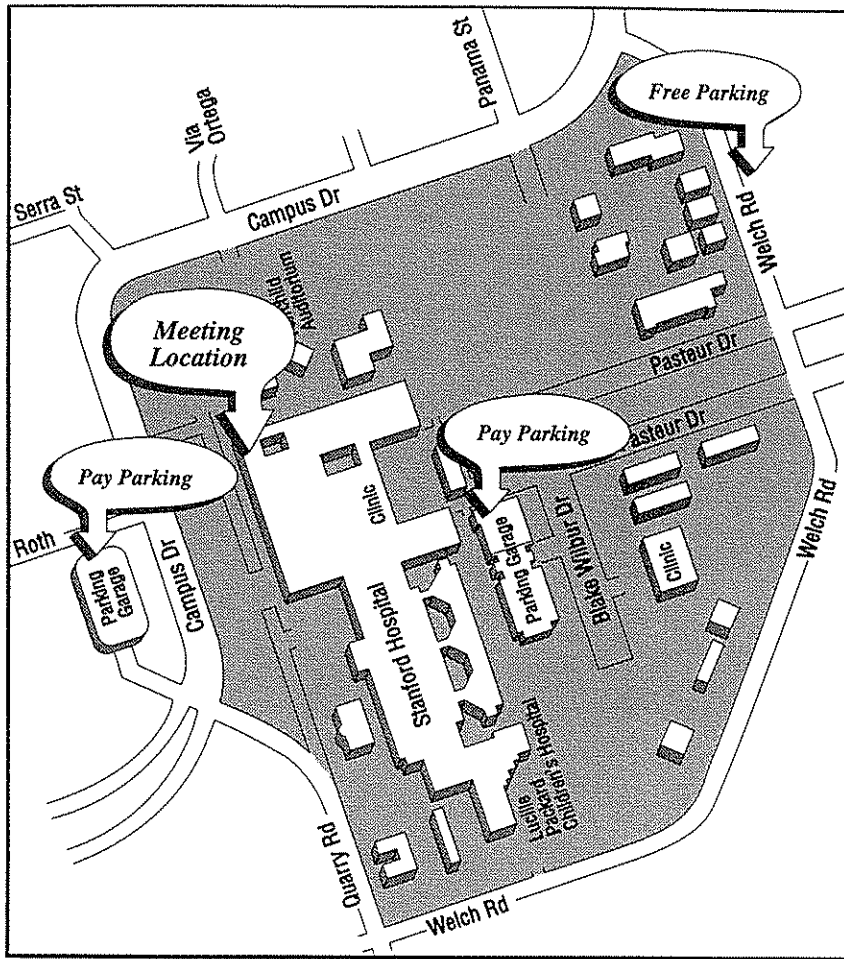 Panama St
Free Parking
Via
Ortega
Serra St
Campus Dr
Welch Rd
Auditorium
Meeting
Location
Pasteur Dr
Pasteur Dr
Pay Parking
Pay Parking
Clinic
Roth
Parking
Garage
Campus Dr
Parking Garage
Blake Wilbur Dr
Clinic
Welch Rd
Stanford Hospital
Lucille
Packard
Children's Hospital
Quarry Rd
Welch Rd